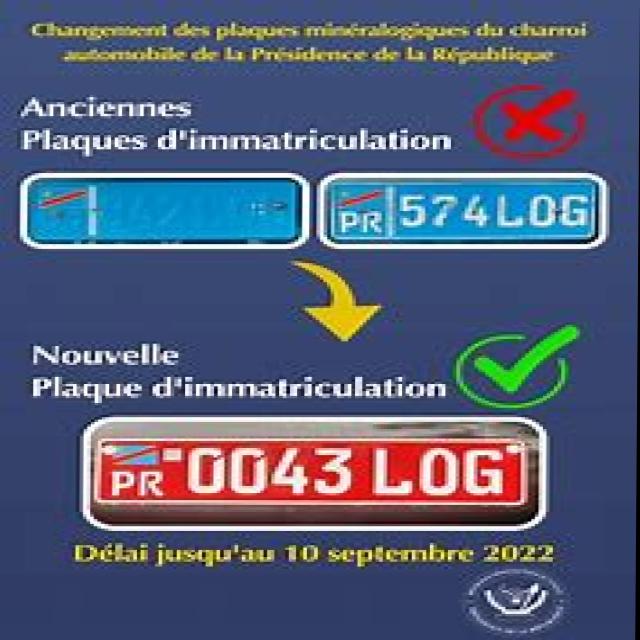 Changement des plaques minéralogiques du charroi
automobile de la Présidence de la République
Anciennes
Plaques d'immatriculation
PR 574LOG
Nouvelle
Plaque d'immatriculation
PR 0043 LOG
Délai jusqu'au 10 septembre 2022